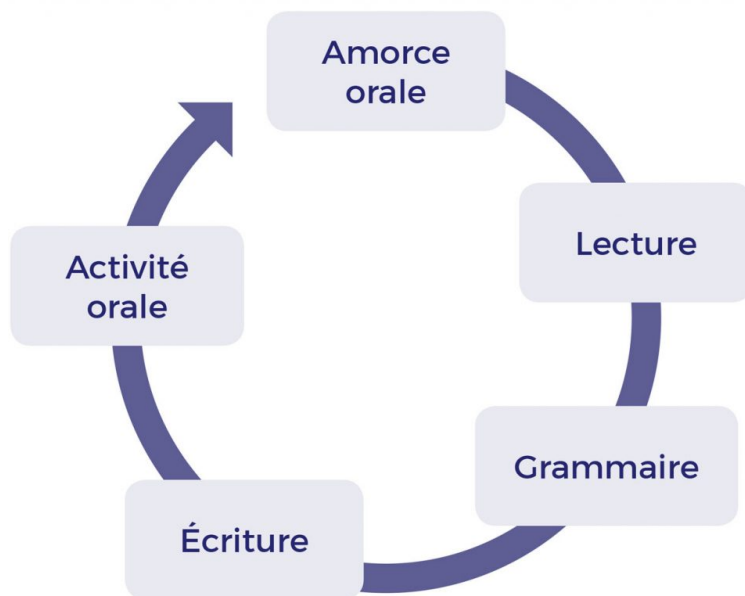 Amorce
orale
Lecture
Grammaire
Écriture
Activité
orale